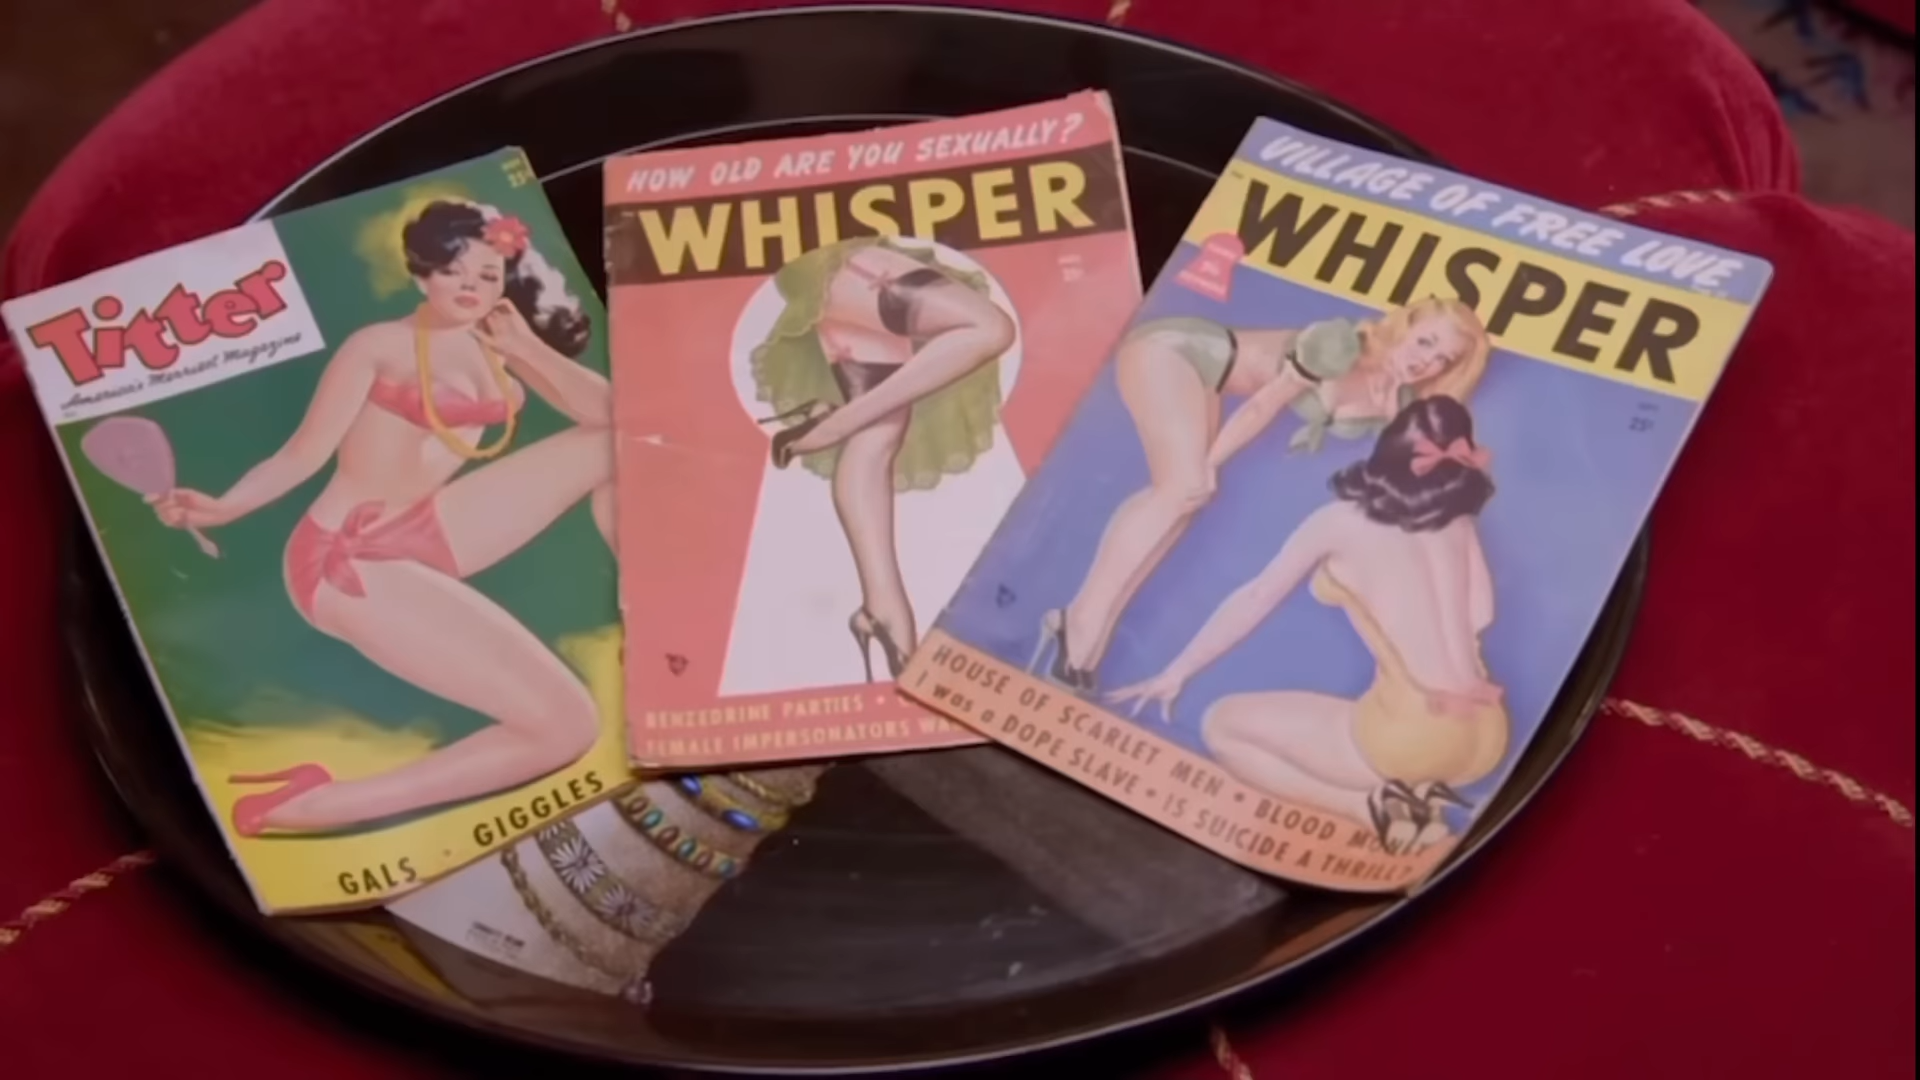 Titter
America's Merriest Magazine
25¢
GALS · GIGGLES
HOW OLD ARE YOU SEXUALLY?
WHISPER
25¢
BENZEDRINE PARTIES •
FEMALE IMPERSONATORS
VILLAGE OF FREE LOVE
WHISPER
25¢
HOUSE OF SCARLET MEN • BLOOD MONEY
I was a DOPE SLAVE • IS SUICIDE A THRILL?